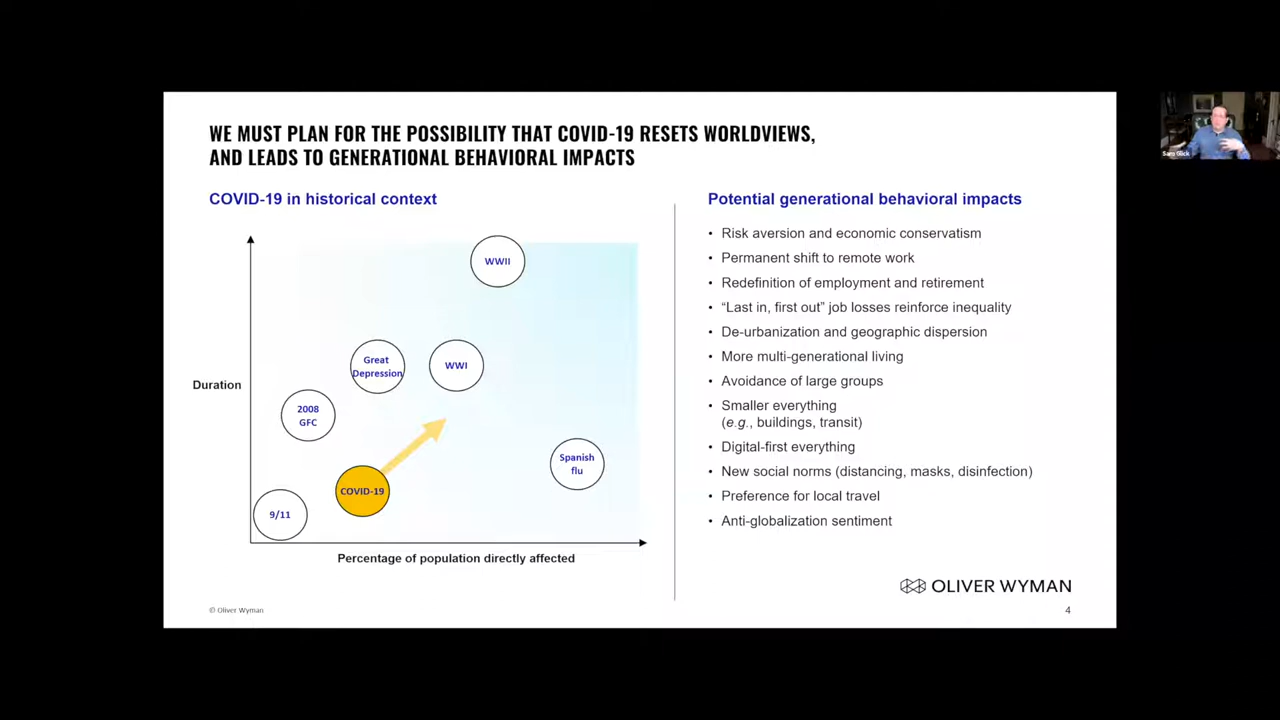 WE MUST PLAN FOR THE POSSIBILITY THAT COVID-19 RESETS WORLDVIEWS,
AND LEADS TO GENERATIONAL BEHAVIORAL IMPACTS
COVID-19 in historical context
WWII
Great
Depression
WWI
Duration
2008
GFC
Spanish
flu
COVID-19
9/11
Percentage of population directly affected
Potential generational behavioral impacts
• Risk aversion and economic conservatism
• Permanent shift to remote work
• Redefinition of employment and retirement
• “Last in, first out” job losses reinforce inequality
• De-urbanization and geographic dispersion
• More multi-generational living
• Avoidance of large groups
• Smaller everything
(e.g., buildings, transit)
• Digital-first everything
• New social norms (distancing, masks, disinfection)
• Preference for local travel
• Anti-globalization sentiment
OLIVER WYMAN
© Oliver Wyman
4
Sam Glick